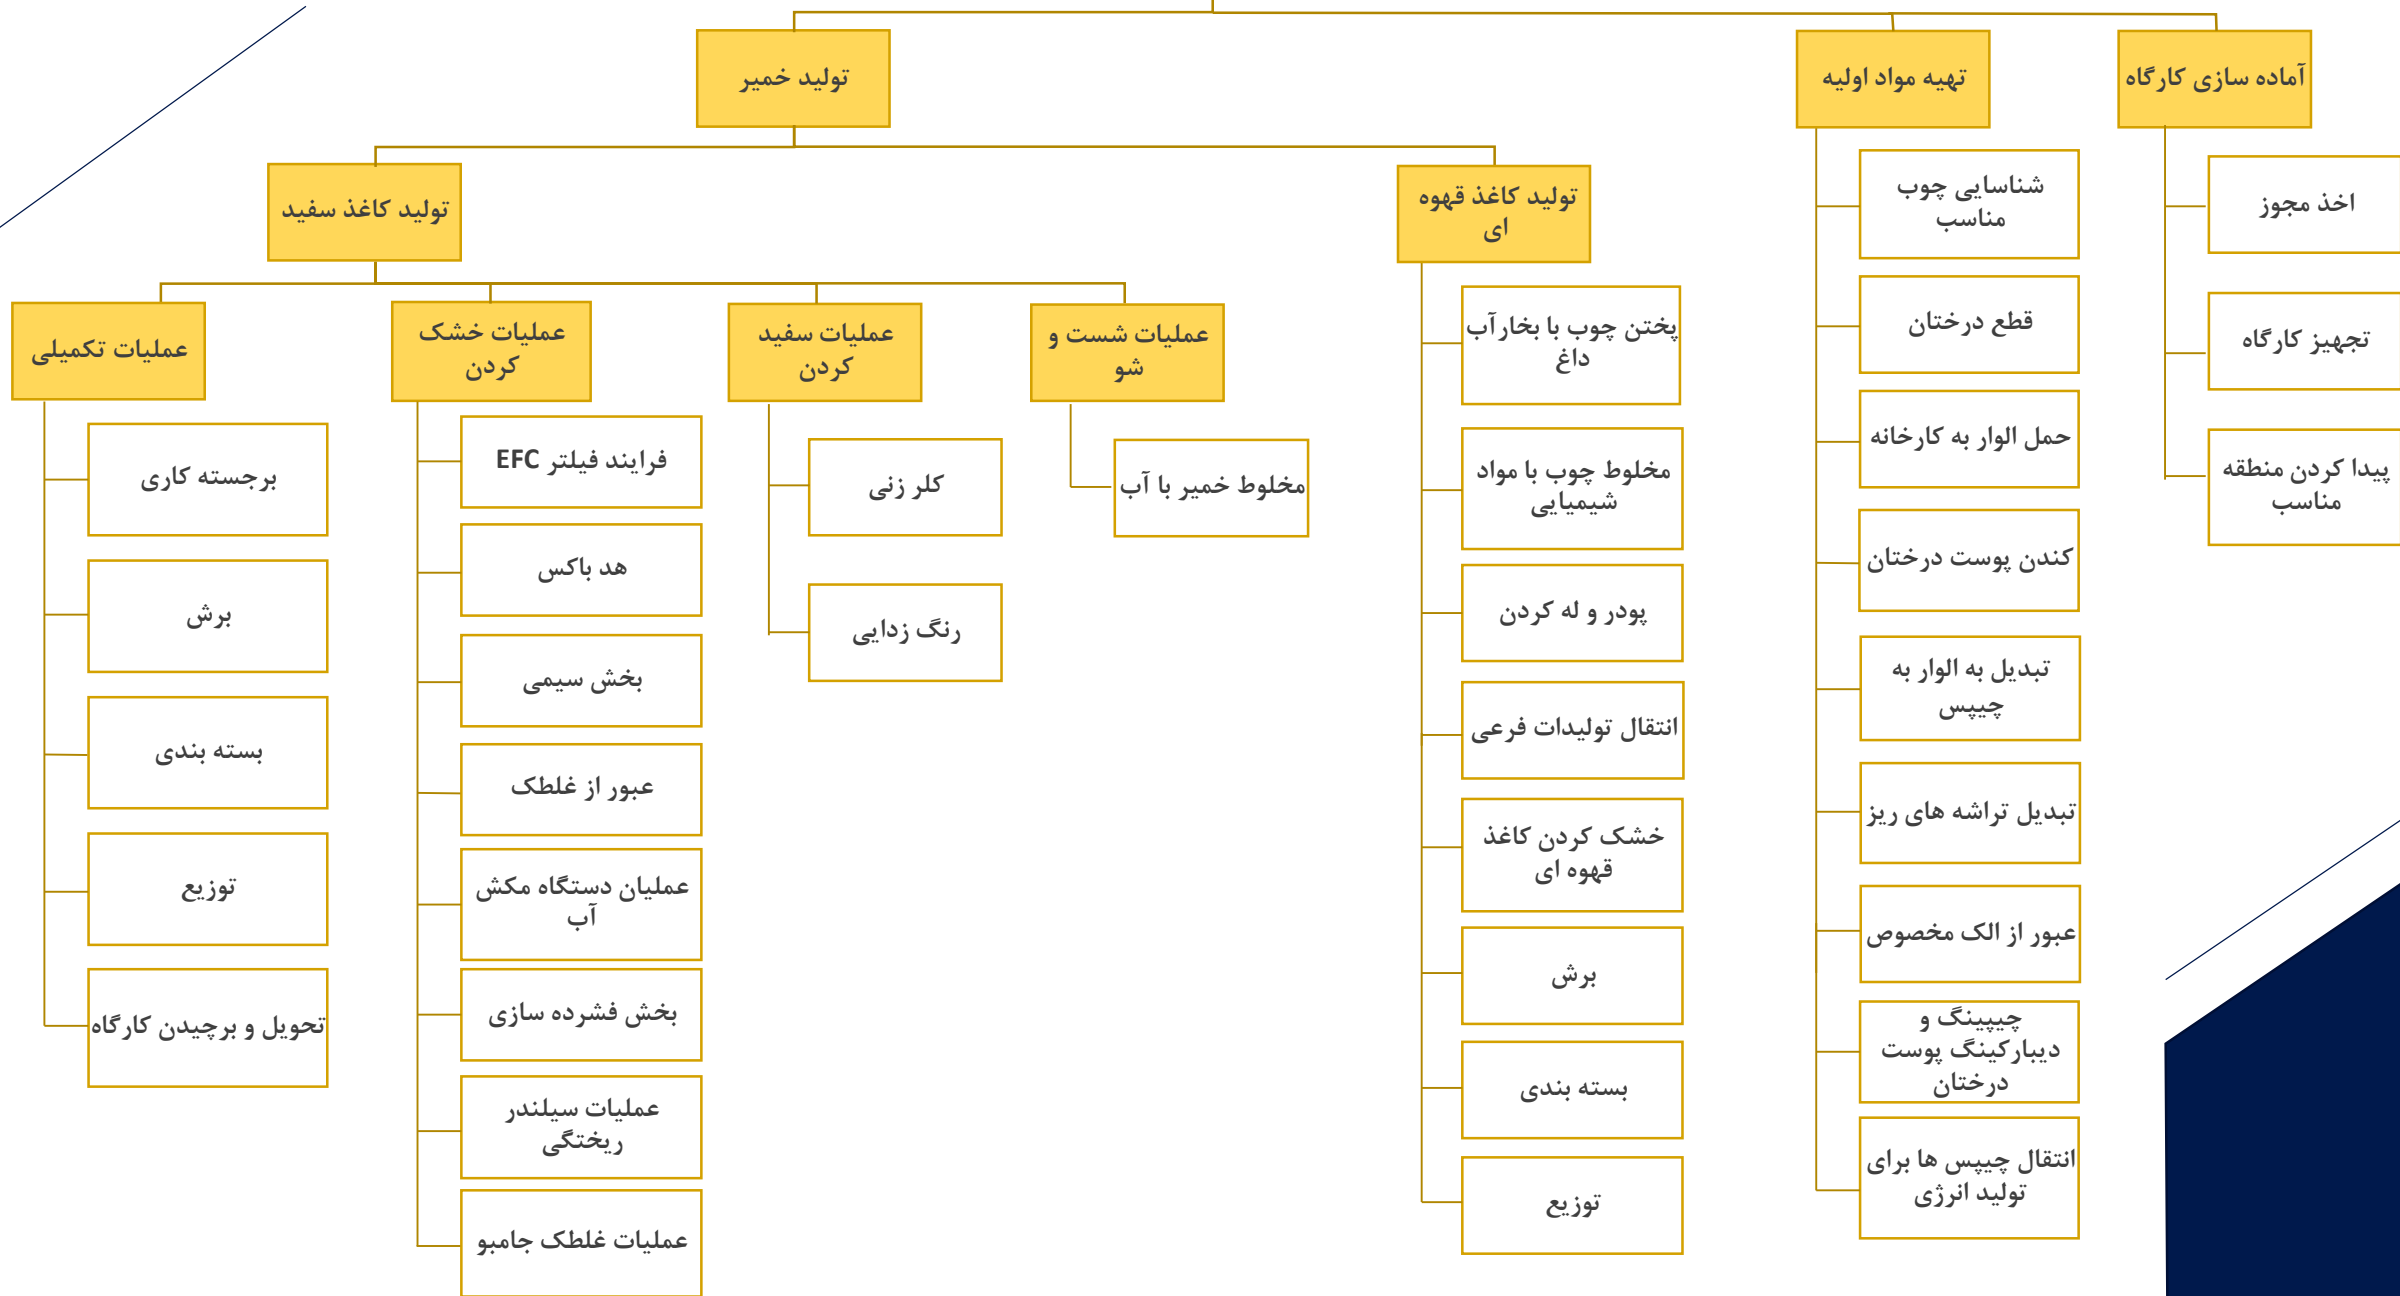 آماده سازی کارگاه
تهیه مواد اولیه
تولید خمیر
اخذ مجوز
تجهیز کارگاه
پیدا کردن منطقه
مناسب
شناسایی چوب
مناسب
قطع درختان
حمل الوار به کارخانه
کندن پوست درختان
تبدیل به الوار به
چیپس
تبدیل تراشه های ریز
عبور از الک مخصوص
چیپینگ و
دیبارکینگ پوست
درختان
انتقال چیپس ها برای
تولید انرژی
تولید کاغذ قهوه
ای
پختن چوب با بخارآب
داغ
مخلوط چوب با مواد
شیمیایی
پودر و له کردن
انتقال تولیدات فرعی
خشک کردن کاغذ
قهوه ای
برش
بسته بندی
توزیع
تولید کاغذ سفید
عملیات شست و
شو
مخلوط خمیر با آب
عملیات سفید
کردن
کلر زنی
رنگ زدایی
عملیات خشک
کردن
فرایند فیلتر EFC
هد باکس
بخش سیمی
عبور از غلطک
عملیان دستگاه مکش
آب
بخش فشرده سازی
عملیات سیلندر
ریختگی
عملیات غلطک جامبو
عملیات تکمیلی
برجسته کاری
برش
بسته بندی
توزیع
تحویل و برچیدن کارگاه